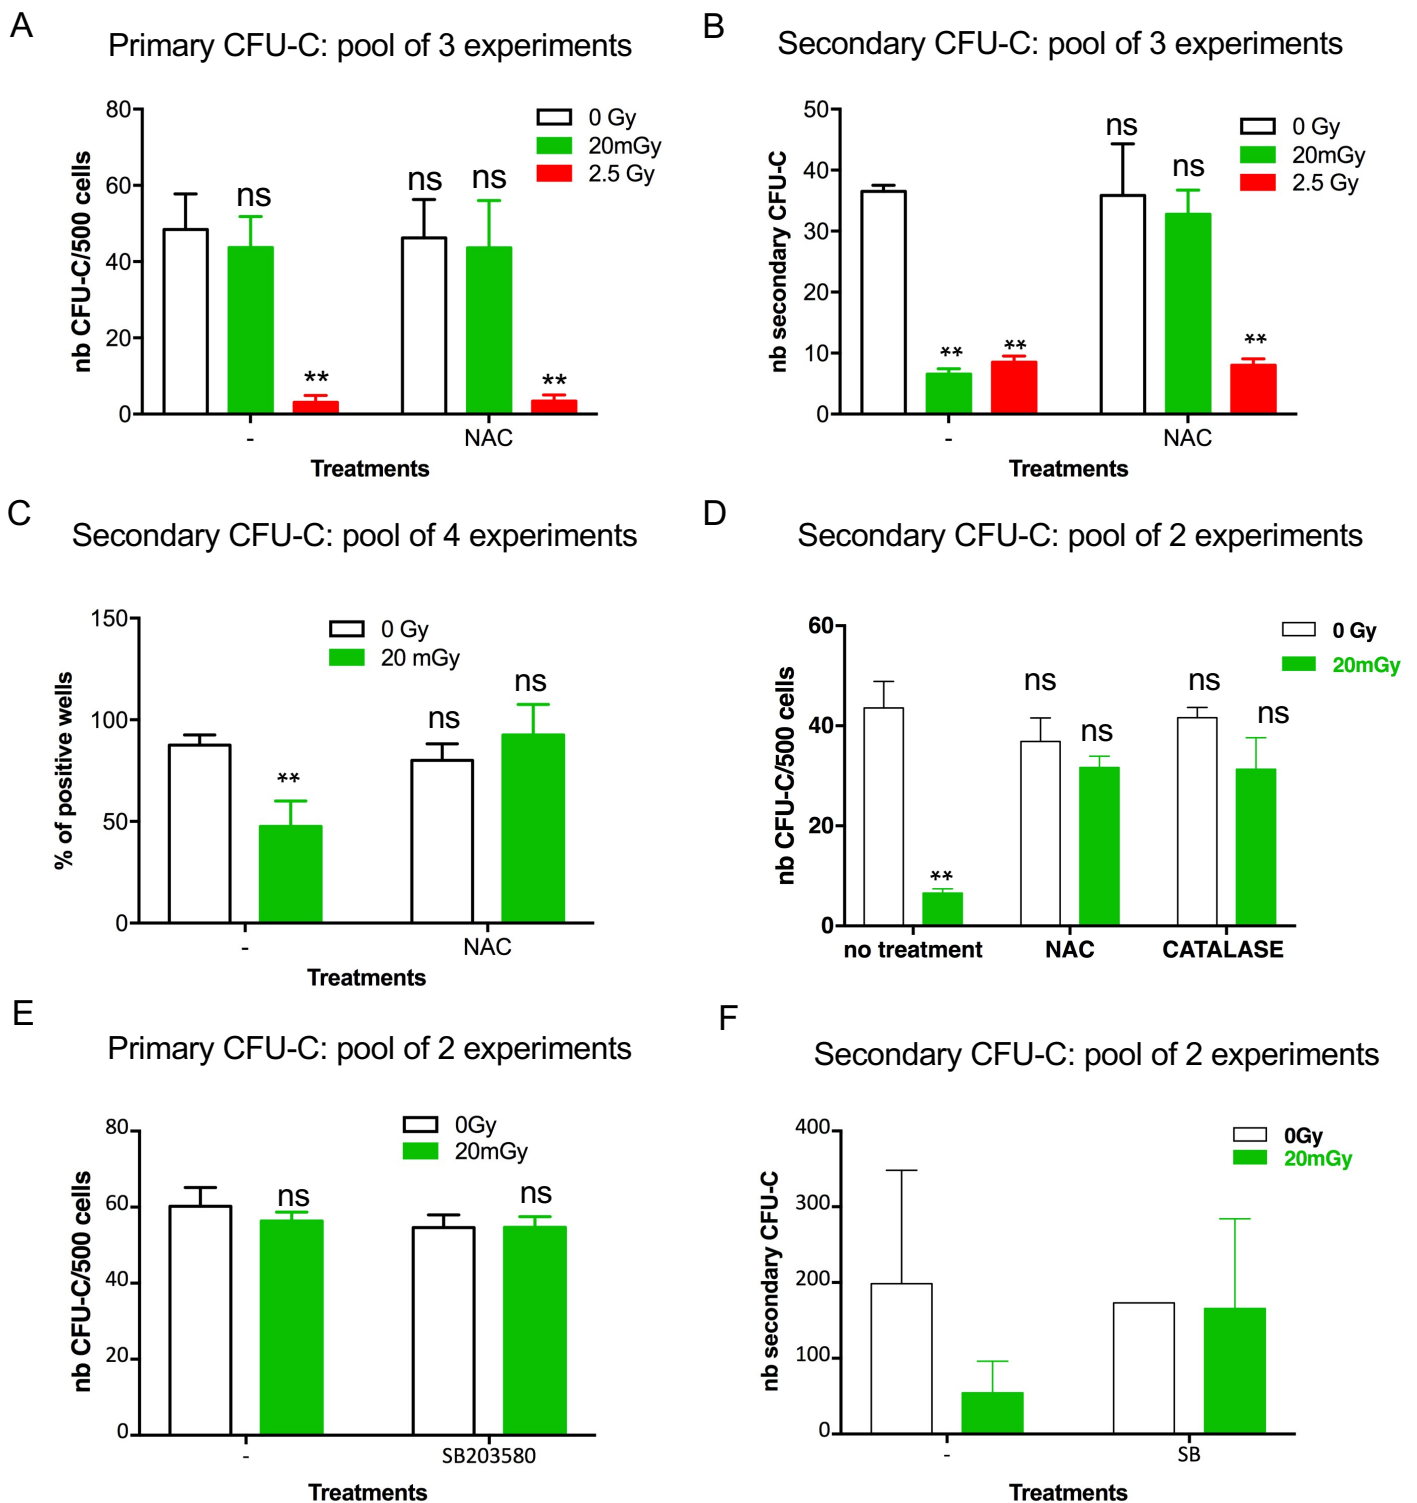 A
Primary CFU-C: pool of 3 experiments
80
60
40
20
0
nb CFU-C/500 cells
0 Gy
20mGy
2.5 Gy
ns
**
ns
ns
**
-
NAC
Treatments
B
Secondary CFU-C: pool of 3 experiments
50
40
30
20
10
0
nb secondary CFU-C
0 Gy
20mGy
2.5 Gy
**
**
ns
ns
**
-
NAC
Treatments
C
Secondary CFU-C: pool of 4 experiments
150
100
50
0
% of positive wells
0 Gy
20 mGy
**
ns
ns
-
NAC
Treatments
D
Secondary CFU-C: pool of 2 experiments
60
40
20
0
nb CFU-C/500 cells
0 Gy
20mGy
**
ns
ns
ns
ns
no treatment
NAC
CATALASE
E
Primary CFU-C: pool of 2 experiments
80
60
40
20
0
nb CFU-C/500 cells
0Gy
20mGy
ns
ns
-
SB203580
Treatments
F
Secondary CFU-C: pool of 2 experiments
400
300
200
100
0
nb secondary CFU-C
0Gy
20mGy
-
SB
Treatments